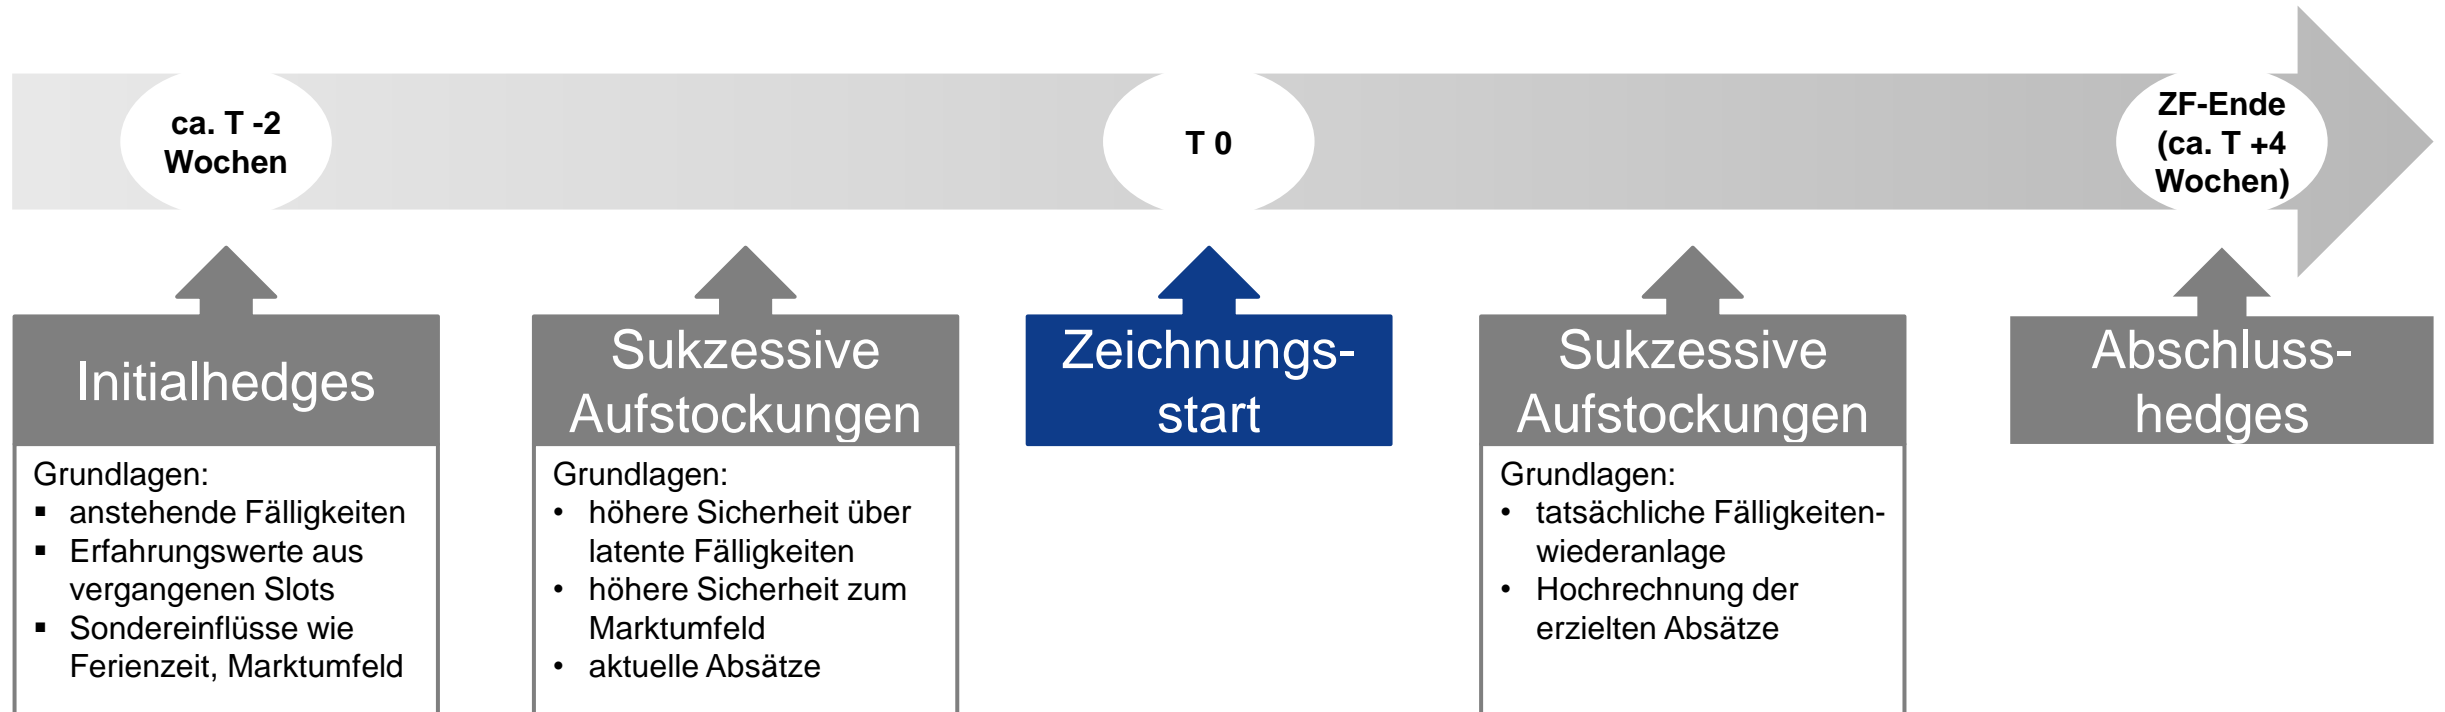 ca. T -2
Wochen
T 0
ZF-Ende
(ca. T +4
Wochen)
Initialhedges
Grundlagen:
▪ anstehende Fälligkeiten
▪ Erfahrungswerte aus
vergangenen Slots
▪ Sondereinflüsse wie
Ferienzeit, Marktumfeld
Sukzessive
Aufstockungen
Grundlagen:
• höhere Sicherheit über
latente Fälligkeiten
• höhere Sicherheit zum
Marktumfeld
• aktuelle Absätze
Zeichnungs-
start
Sukzessive
Aufstockungen
Grundlagen:
• tatsächliche Fälligkeiten-
wiederanlage
• Hochrechnung der
erzielten Absätze
Abschluss-
hedges